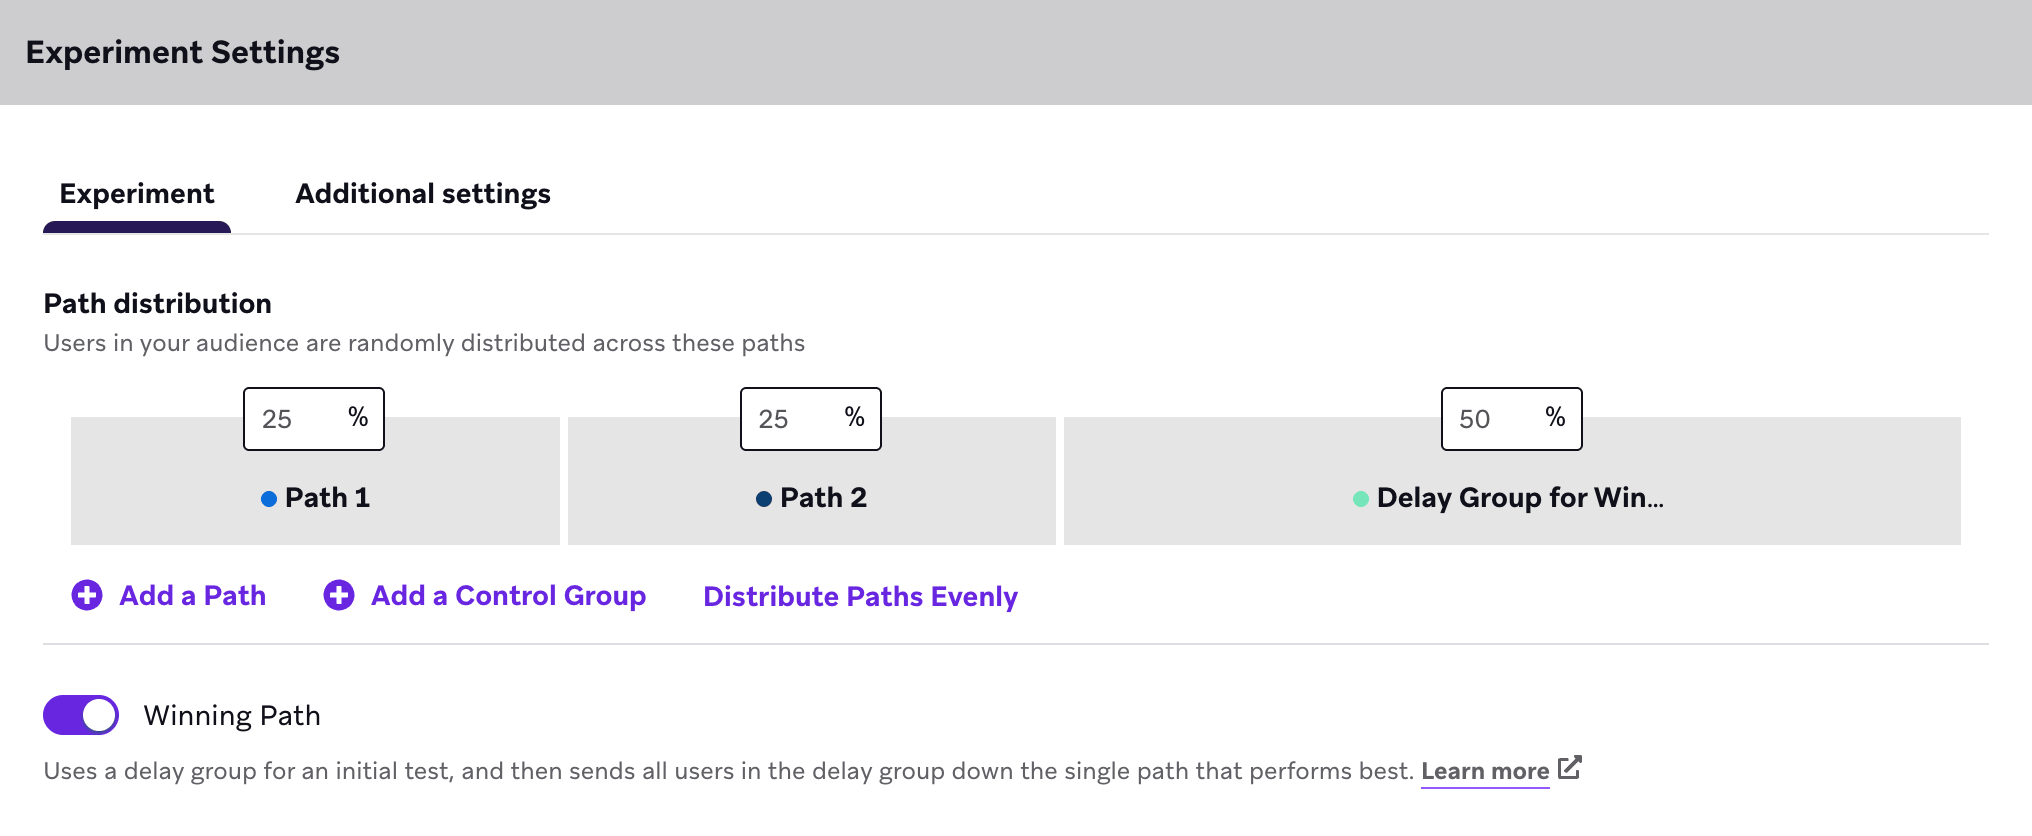 Experiment Settings
Experiment Additional settings
Path distribution
Users in your audience are randomly distributed across these paths
25 % 25 % 50 %
Path 1 Path 2 Delay Group for Win...
Add a Path Add a Control Group Distribute Paths Evenly
Winning Path
Uses a delay group for an initial test, and then sends all users in the delay group down the single path that performs best. Learn more